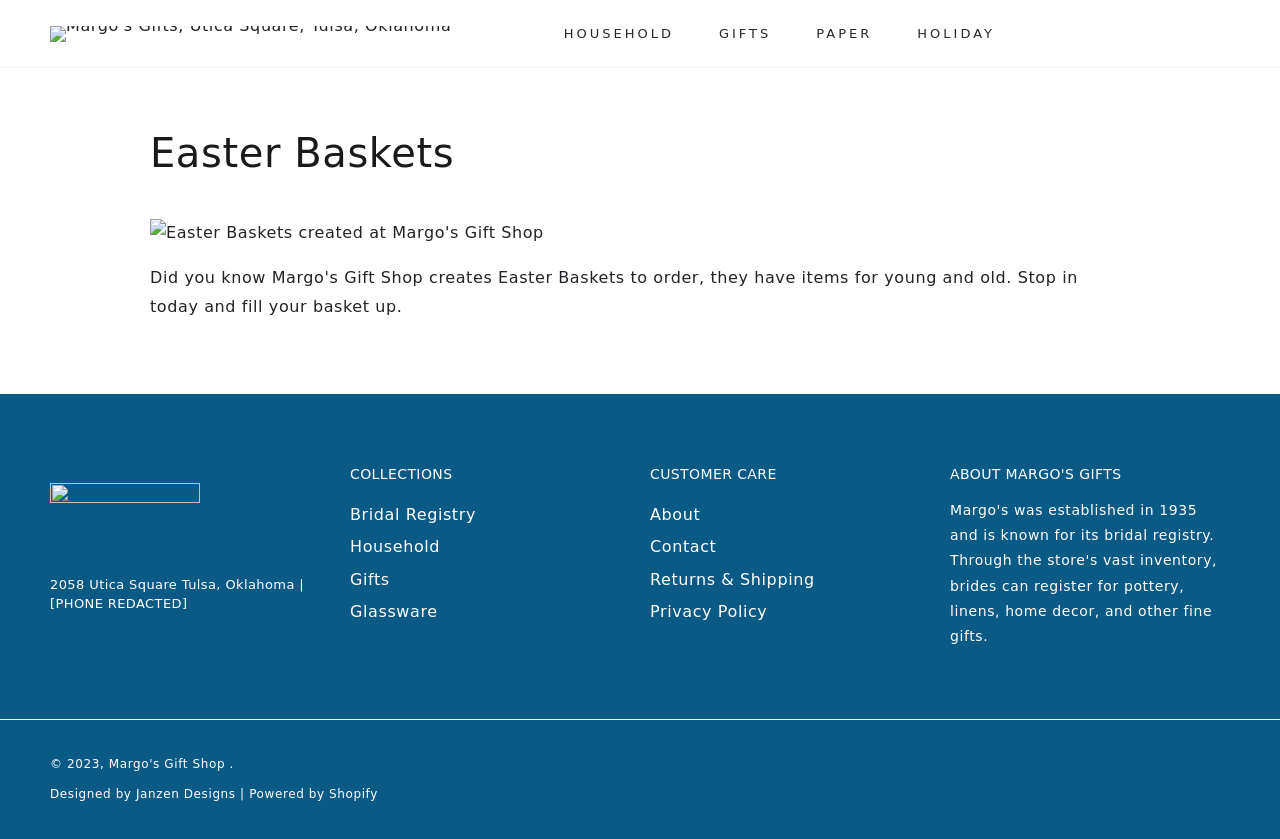 Margo's Gifts, Utica Square, Tulsa, Oklahoma
HOUSEHOLD GIFTS PAPER HOLIDAY
Easter Baskets
Easter Baskets created at Margo's Gift Shop
Did you know Margo's Gift Shop creates Easter Baskets to order, they have items for young and old. Stop in
today and fill your basket up.
2058 Utica Square Tulsa, Oklahoma |
[PHONE REDACTED]
COLLECTIONS
Bridal Registry
Household
Gifts
Glassware
CUSTOMER CARE
About
Contact
Returns & Shipping
Privacy Policy
ABOUT MARGO'S GIFTS
Margo's was established in 1935
and is known for its bridal registry.
Through the store's vast inventory,
brides can register for pottery,
linens, home decor, and other fine
gifts.
© 2023, Margo's Gift Shop .
Designed by Janzen Designs | Powered by Shopify